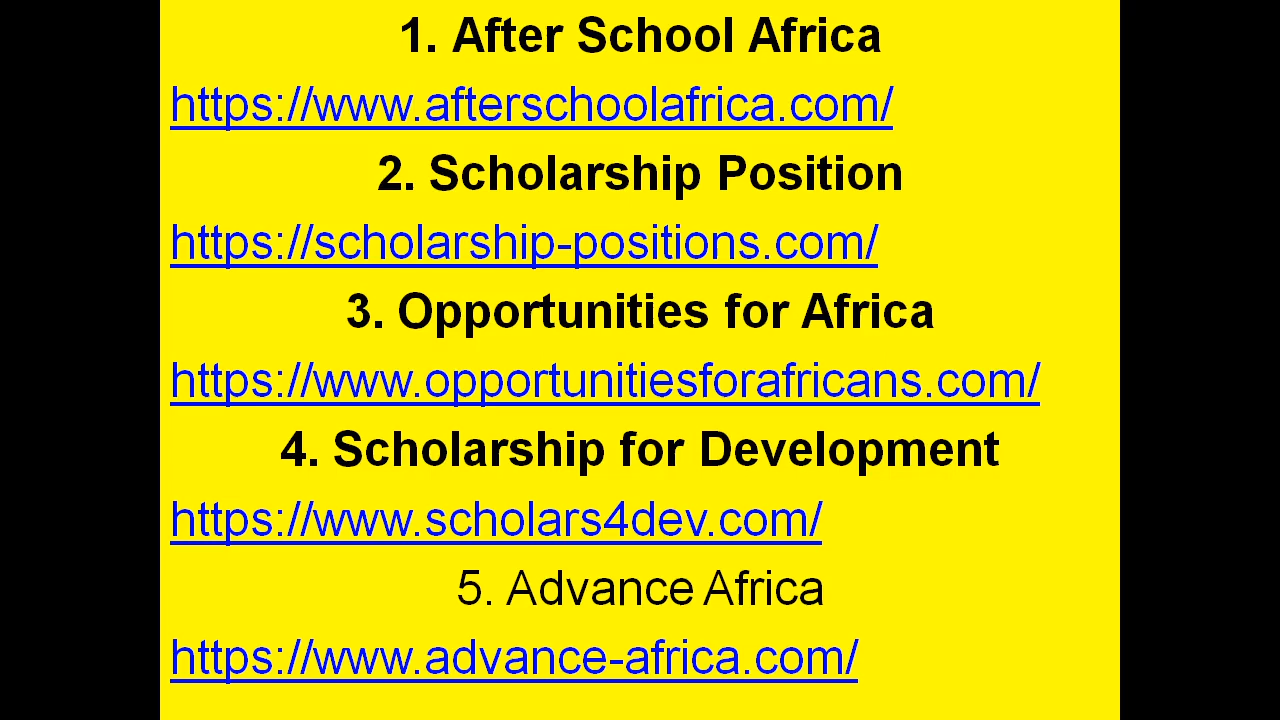 1. After School Africa
https://www.afterschoolafrica.com/
2. Scholarship Position
https://scholarship-positions.com/
3. Opportunities for Africa
https://www.opportunitiesforafricans.com/
4. Scholarship for Development
https://www.scholars4dev.com/
5. Advance Africa
https://www.advance-africa.com/